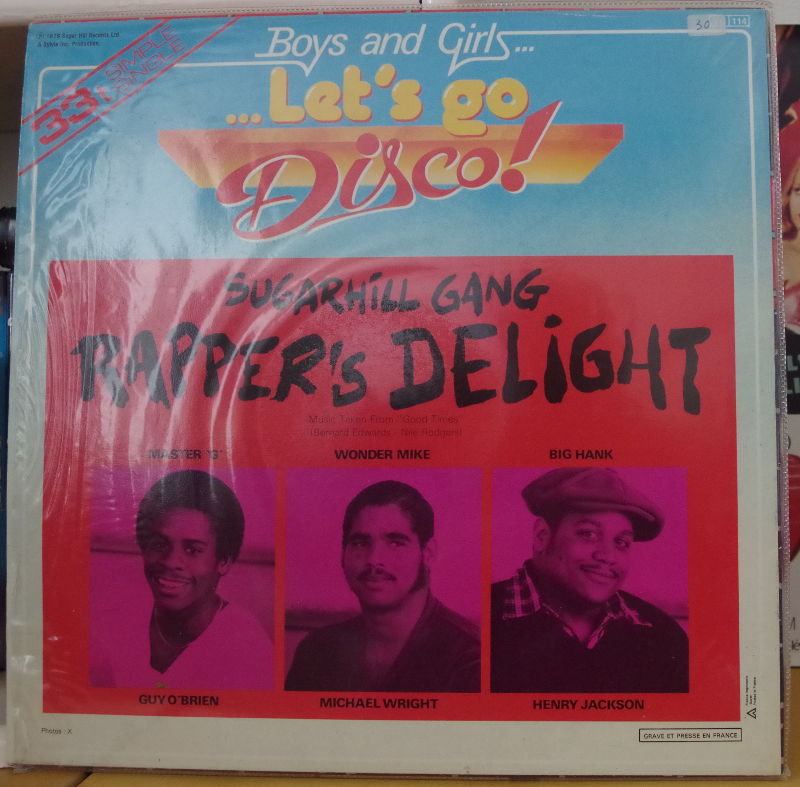 ℗ 1979 Sugar Hill Records Ltd
A Sylvia Inc. Production.
30
114
33
SIMPLE
SINGLE
Boys and Girls...
...Let's go
Disco!
SUGARHILL GANG
RAPPER'S DELIGHT
Music Taken From "Good Times"
(Bernard Edwards - Nile Rodgers)
MASTER "G" WONDER MIKE BIG HANK
GUY O'BRIEN MICHAEL WRIGHT HENRY JACKSON
Photos : X
GRAVÉ ET PRESSÉ EN FRANCE